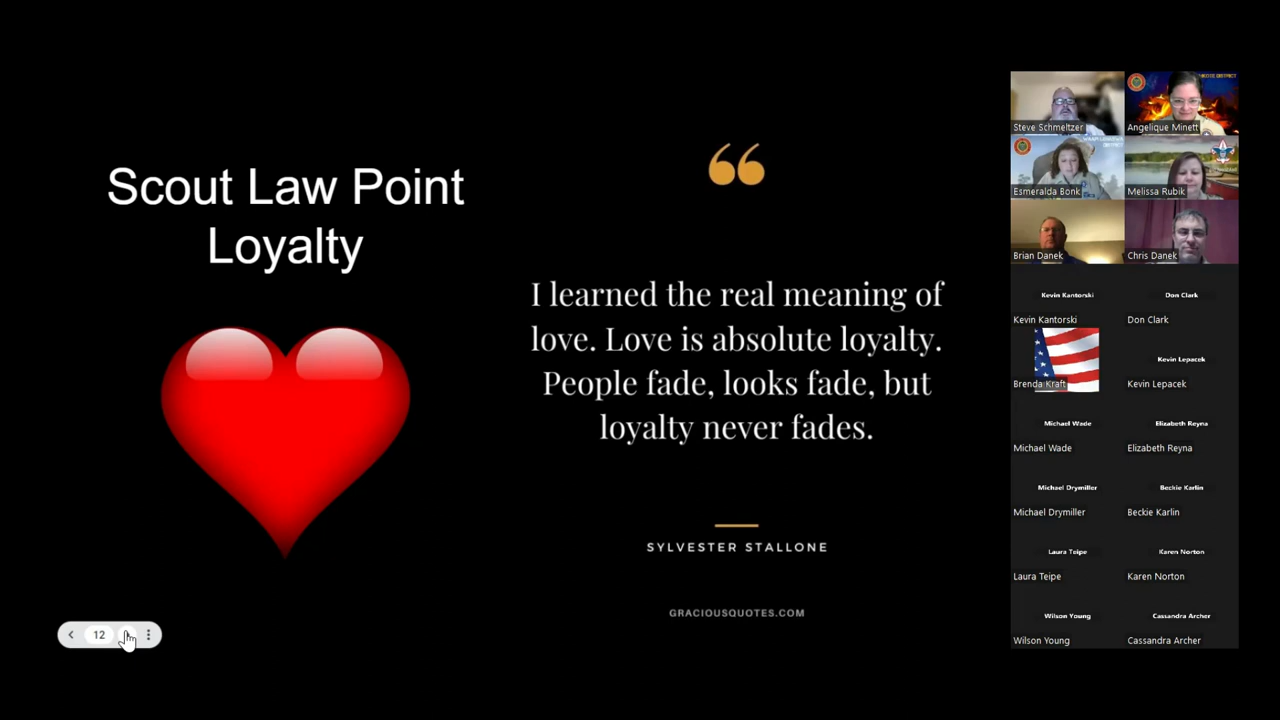 Scout Law Point
Loyalty
“
I learned the real meaning of
love. Love is absolute loyalty.
People fade, looks fade, but
loyalty never fades.
SYLVESTER STALLONE
GRACIOUSQUOTES.COM
12
Steve Schmeltzer
Angelique Minett
Esmeralda Bonk
Melissa Rubik
Brian Danek
Chris Danek
Kevin Kantorski
Don Clark
Kevin Kantorski
Don Clark
Kevin Lepacek
Brenda Kraft
Kevin Lepacek
Michael Wade
Elizabeth Reyna
Michael Wade
Elizabeth Reyna
Michael Drymiller
Beckie Karlin
Michael Drymiller
Beckie Karlin
Laura Teipe
Karen Norton
Laura Teipe
Karen Norton
Wilson Young
Cassandra Archer
Wilson Young
Cassandra Archer